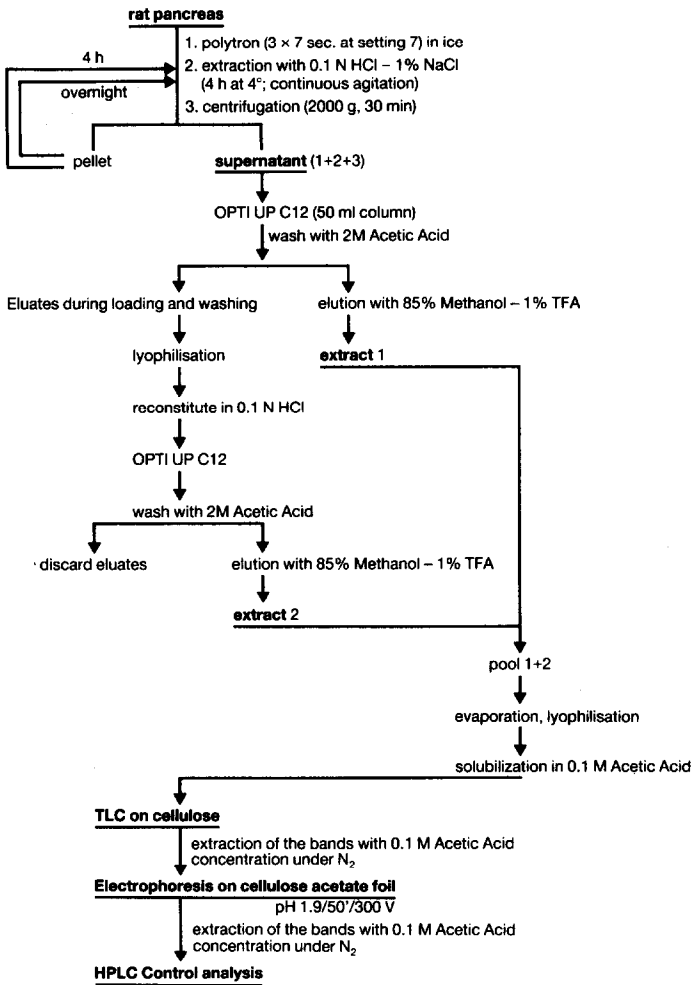 rat pancreas
1. polytron (3 × 7 sec. at setting 7) in ice
4 h
2. extraction with 0.1 N HCl – 1% NaCl
(4 h at 4°; continuous agitation)
overnight
3. centrifugation (2000 g, 30 min)
pellet
supernatant (1+2+3)
OPTI UP C12 (50 ml column)
wash with 2M Acetic Acid
Eluates during loading and washing
elution with 85% Methanol – 1% TFA
lyophilisation
extract 1
reconstitute in 0.1 N HCl
OPTI UP C12
wash with 2M Acetic Acid
discard eluates
elution with 85% Methanol – 1% TFA
extract 2
pool 1+2
evaporation, lyophilisation
solubilization in 0.1 M Acetic Acid
TLC on cellulose
extraction of the bands with 0.1 M Acetic Acid
concentration under N₂
Electrophoresis on cellulose acetate foil
pH 1.9/50'/300 V
extraction of the bands with 0.1 M Acetic Acid
concentration under N₂
HPLC Control analysis